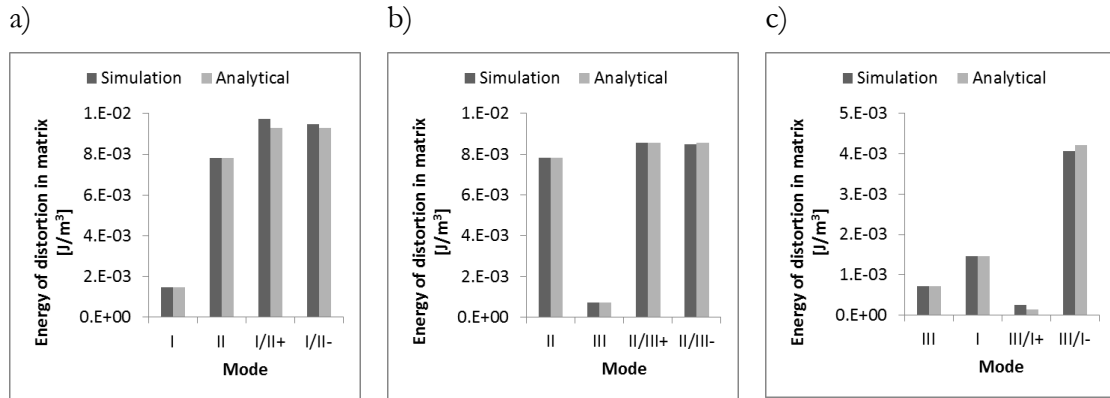 a)
Simulation Analytical
Energy of distortion in matrix
[J/m³]
1.E-02
8.E-03
6.E-03
4.E-03
2.E-03
0.E+00
I II I/II+ I/II-
Mode
b)
Simulation Analytical
Energy of distortion in matrix
[J/m³]
1.E-02
8.E-03
6.E-03
4.E-03
2.E-03
0.E+00
II III II/III+ II/III-
Mode
c)
Simulation Analytical
Energy of distortion in matrix
[J/m³]
5.E-03
4.E-03
3.E-03
2.E-03
1.E-03
0.E+00
III I III/I+ III/I-
Mode